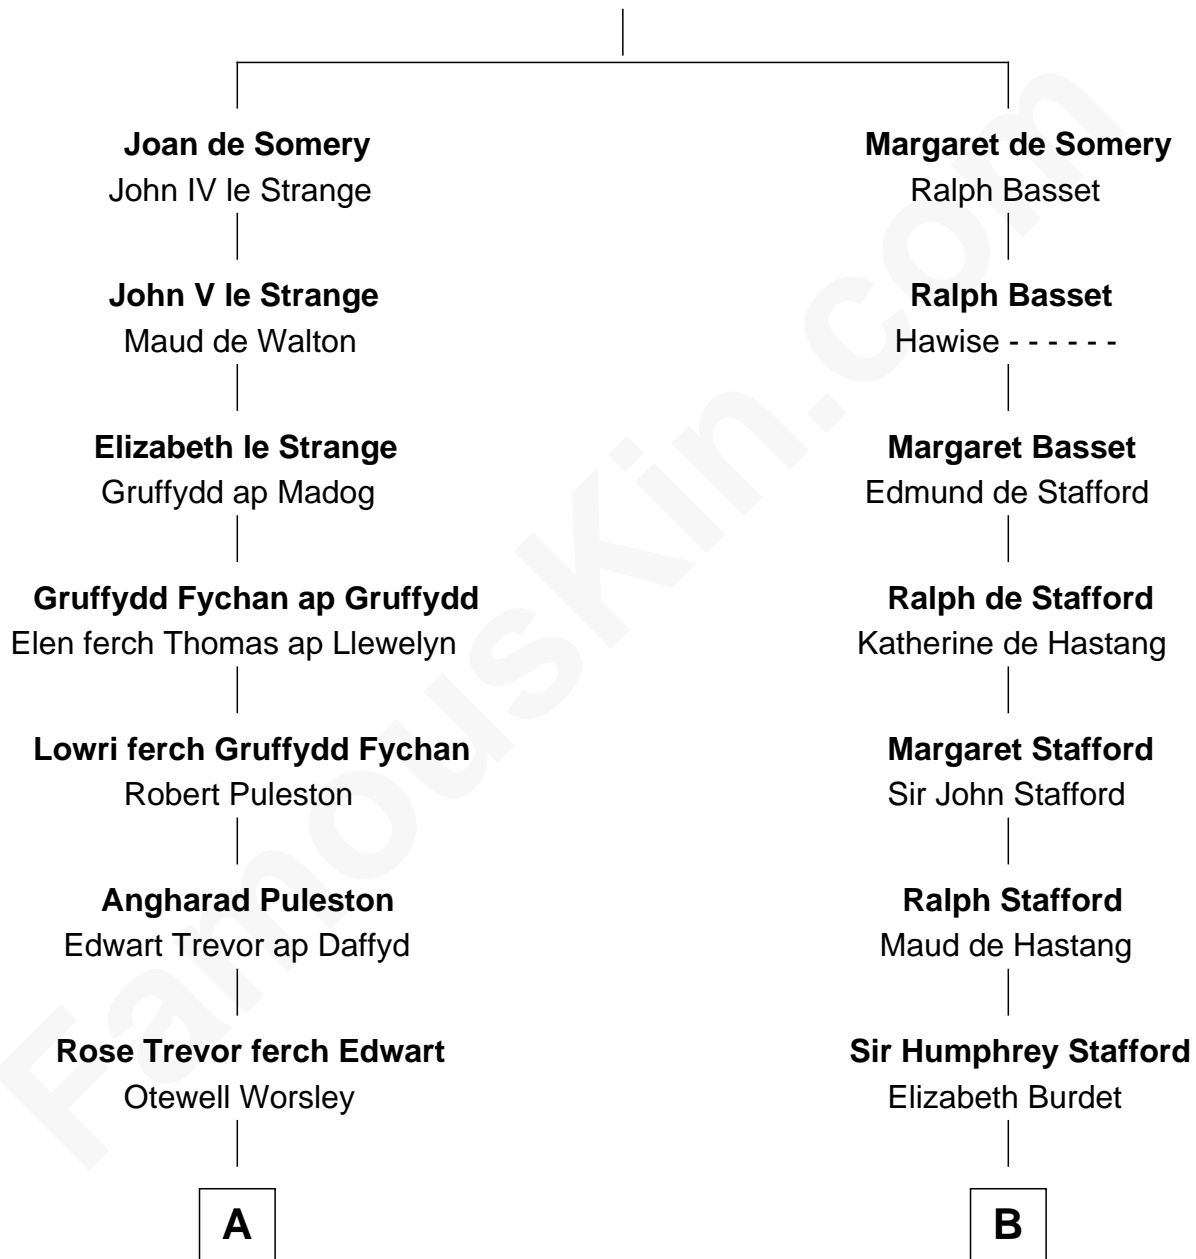 Joan de Somery
John IV le Strange
John V le Strange
Maud de Walton
Elizabeth le Strange
Gruffydd ap Madog
Gruffydd Fychan ap Gruffydd
Elen ferch Thomas ap Llewelyn
Lowri ferch Gruffydd Fychan
Robert Puleston
Angharad Puleston
Edwart Trevor ap Daffyd
Rose Trevor ferch Edwart
Otewell Worsley
A
Margaret de Somery
Ralph Basset
Ralph Basset
Hawise - - - - - -
Margaret Basset
Edmund de Stafford
Ralph de Stafford
Katherine de Hastang
Margaret Stafford
Sir John Stafford
Ralph Stafford
Maud de Hastang
Sir Humphrey Stafford
Elizabeth Burdet
B
FamousKin.com